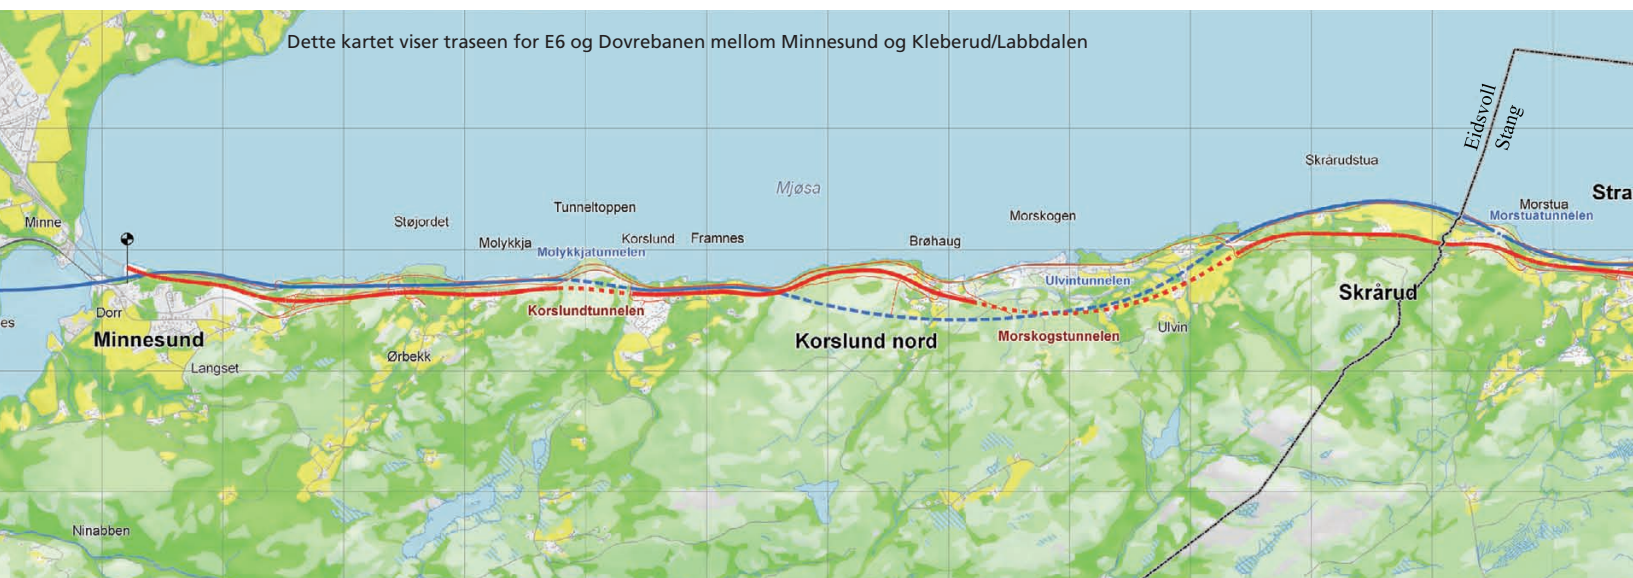 Dette kartet viser traseen for E6 og Dovrebanen mellom Minnesund og Kleberud/Labbdalen
Eidsvoll
Stang
Skrårudstua
Mjøsa
Stra
Morstua
Morstuatunnelen
Tunneltoppen
Morskogen
Minne
Støjordet
Molykkja
Korslund
Framnes
Brøhaug
Molykkjatunnelen
Ulvintunnelen
Skrårud
Dorr
Korslundtunnelen
es
Minnesund
Korslund nord
Morskogstunnelen
Ulvin
Ørbekk
Langset
Ninabben